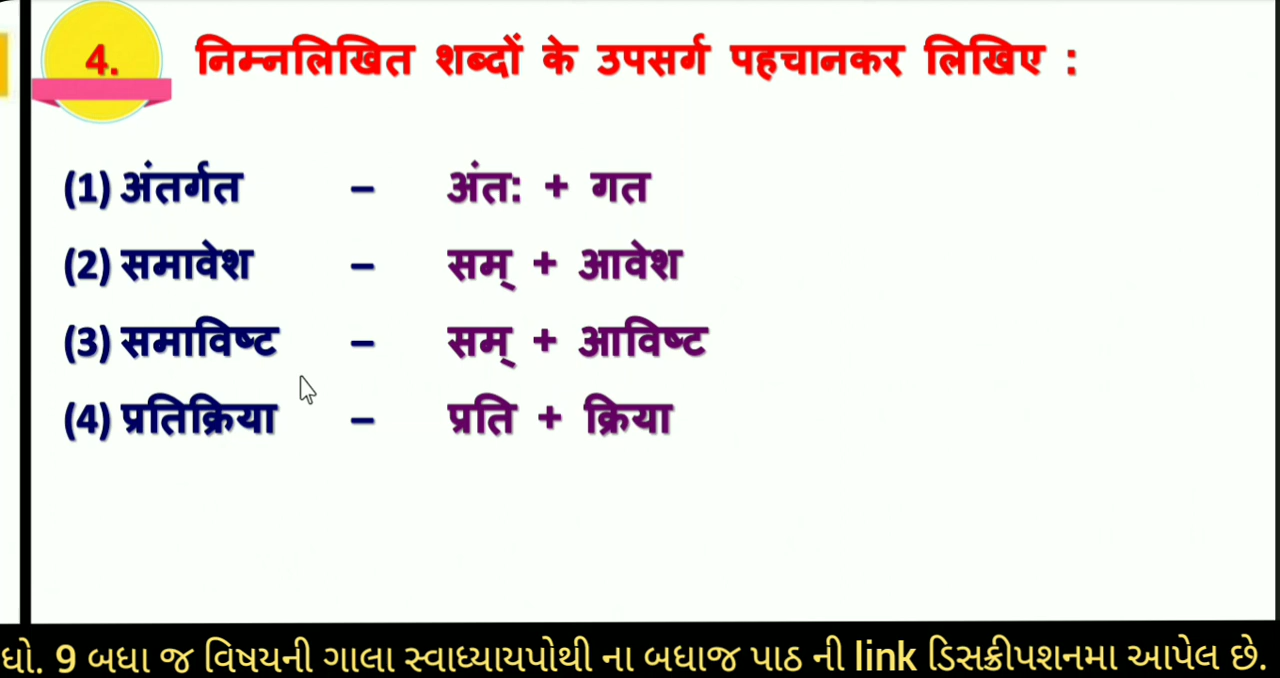 4. निम्नलिखित शब्दों के उपसर्ग पहचानकर लिखिए :
(1) अंतर्गत – अंत: + गत
(2) समावेश – सम् + आवेश
(3) समाविष्ट – सम् + आविष्ट
(4) प्रतिक्रिया – प्रति + क्रिया
ધો. 9 બધા જ વિષયની ગાલા સ્વાધ્યાયપોથી ના બધાજ પાઠ ની link ડિસક્રીપશનમા આપેલ છે.